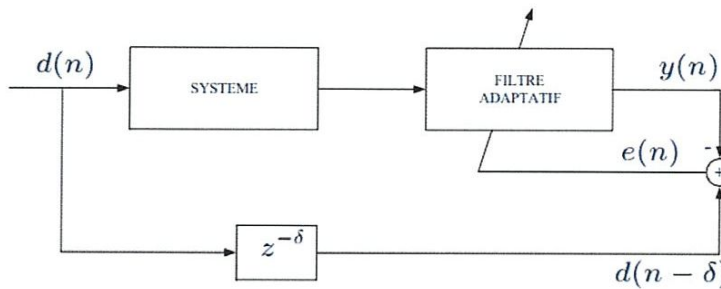 d(n)
SYSTEME
FILTRE
ADAPTATIF
y(n)
-
+
e(n)
z^{-δ}
d(n − δ)